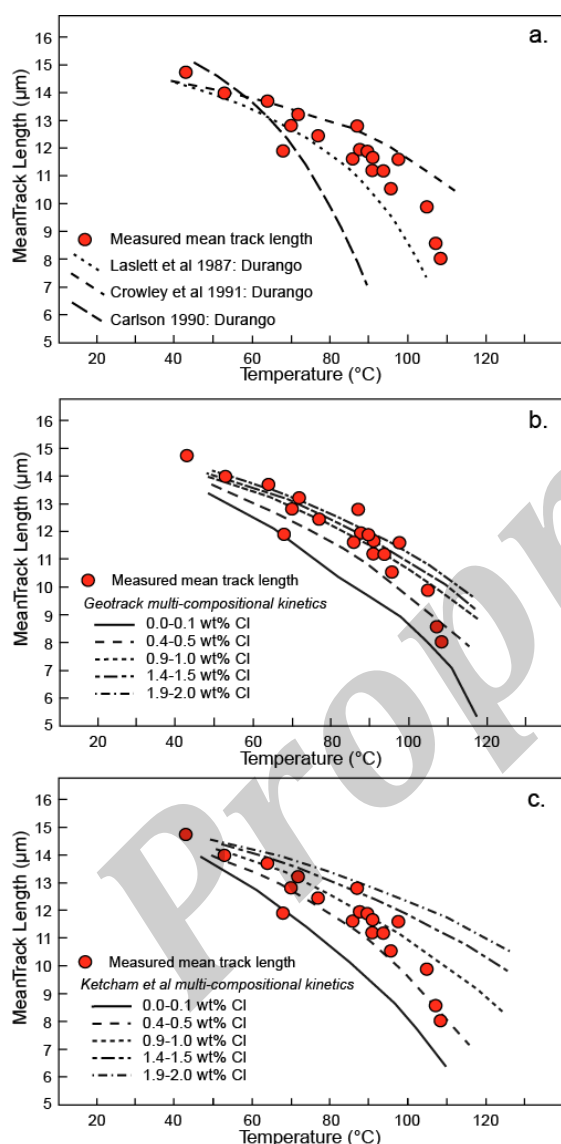 a.
16
15
14
13
12
11
10
9
8
7
6
5
MeanTrack Length (µm)
Measured mean track length
Laslett et al 1987: Durango
Crowley et al 1991: Durango
Carlson 1990: Durango
20 40 60 80 100 120
Temperature (°C)
b.
16
15
14
13
12
11
10
9
8
7
6
5
MeanTrack Length (µm)
Measured mean track length
Geotrack multi-compositional kinetics
0.0-0.1 wt% Cl
0.4-0.5 wt% Cl
0.9-1.0 wt% Cl
1.4-1.5 wt% Cl
1.9-2.0 wt% Cl
20 40 60 80 100 120
Temperature (°C)
c.
16
15
14
13
12
11
10
9
8
7
6
5
MeanTrack Length (µm)
Measured mean track length
Ketcham et al multi-compositional kinetics
0.0-0.1 wt% Cl
0.4-0.5 wt% Cl
0.9-1.0 wt% Cl
1.4-1.5 wt% Cl
1.9-2.0 wt% Cl
20 40 60 80 100 120
Temperature (°C)
Prop